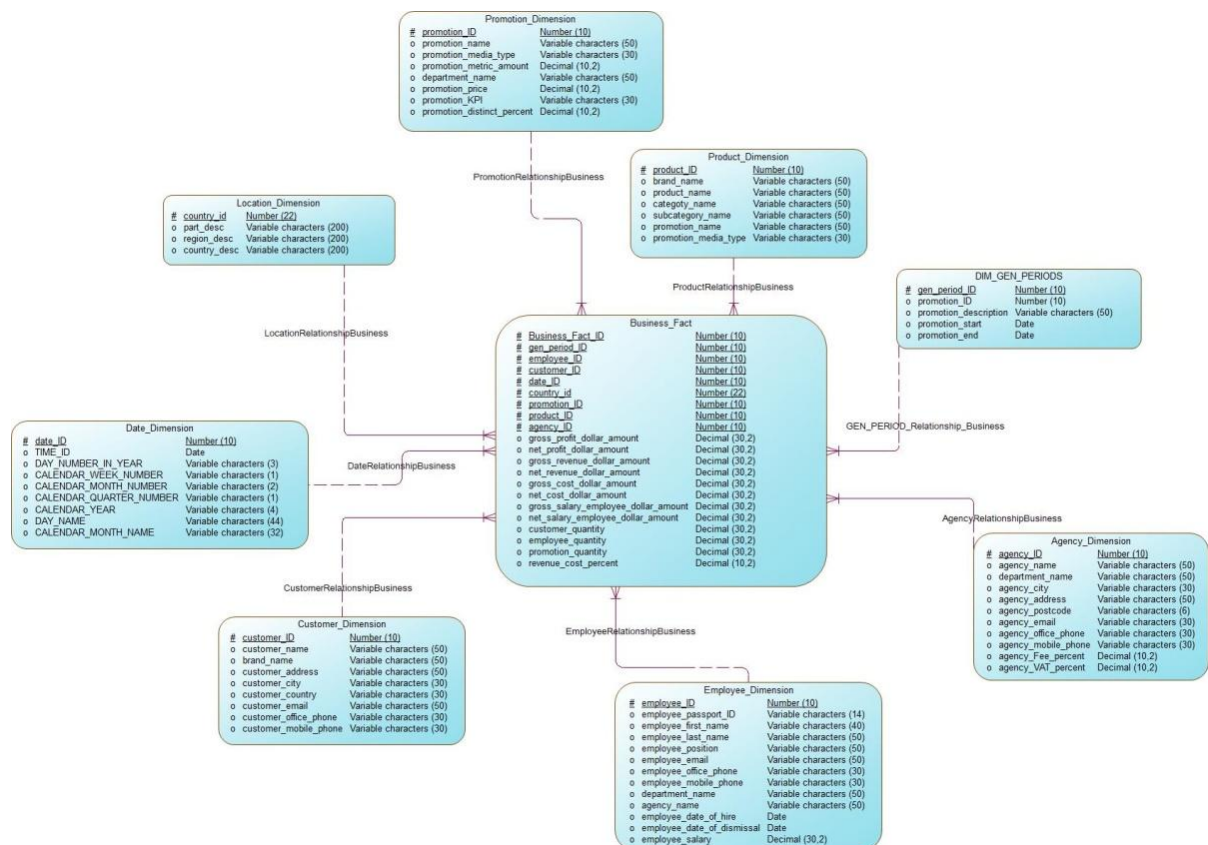 Promotion_Dimension
# promotion_ID Number (10)
o promotion_name Variable characters (50)
o promotion_media_type Variable characters (30)
o promotion_metric_amount Decimal (10,2)
o department_name Variable characters (50)
o promotion_price Decimal (10,2)
o promotion_KPI Variable characters (30)
o promotion_distinct_percent Decimal (10,2)
PromotionRelationshipBusiness
Product_Dimension
# product_ID Number (10)
o brand_name Variable characters (50)
o product_name Variable characters (50)
o categoty_name Variable characters (50)
o subcategory_name Variable characters (50)
o promotion_name Variable characters (50)
o promotion_media_type Variable characters (30)
ProductRelationshipBusiness
Location_Dimension
# country_id Number (22)
o part_desc Variable characters (200)
o region_desc Variable characters (200)
o country_desc Variable characters (200)
LocationRelationshipBusiness
DIM_GEN_PERIODS
# gen_period_ID Number (10)
o promotion_ID Number (10)
o promotion_description Variable characters (50)
o promotion_start Date
o promotion_end Date
GEN_PERIOD_Relationship_Business
Business_Fact
# Business_Fact_ID Number (10)
# gen_period_ID Number (10)
# employee_ID Number (10)
# customer_ID Number (10)
# date_ID Number (10)
# country_id Number (22)
# promotion_ID Number (10)
# product_ID Number (10)
# agency_ID Number (10)
o gross_profit_dollar_amount Decimal (30,2)
o net_profit_dollar_amount Decimal (30,2)
o gross_revenue_dollar_amount Decimal (30,2)
o net_revenue_dollar_amount Decimal (30,2)
o gross_cost_dollar_amount Decimal (30,2)
o net_cost_dollar_amount Decimal (30,2)
o gross_salary_employee_dollar_amount Decimal (30,2)
o net_salary_employee_dollar_amount Decimal (30,2)
o customer_quantity Decimal (30,2)
o employee_quantity Decimal (30,2)
o promotion_quantity Decimal (30,2)
o revenue_cost_percent Decimal (10,2)
Date_Dimension
# date_ID Number (10)
o TIME_ID Date
o DAY_NUMBER_IN_YEAR Variable characters (3)
o CALENDAR_WEEK_NUMBER Variable characters (1)
o CALENDAR_MONTH_NUMBER Variable characters (2)
o CALENDAR_QUARTER_NUMBER Variable characters (1)
o CALENDAR_YEAR Variable characters (4)
o DAY_NAME Variable characters (44)
o CALENDAR_MONTH_NAME Variable characters (32)
DateRelationshipBusiness
AgencyRelationshipBusiness
Agency_Dimension
# agency_ID Number (10)
o agency_name Variable characters (50)
o department_name Variable characters (50)
o agency_city Variable characters (30)
o agency_address Variable characters (50)
o agency_postcode Variable characters (6)
o agency_email Variable characters (30)
o agency_office_phone Variable characters (30)
o agency_mobile_phone Variable characters (30)
o agency_Fee_percent Decimal (10,2)
o agency_VAT_percent Decimal (10,2)
CustomerRelationshipBusiness
Customer_Dimension
# customer_ID Number (10)
o customer_name Variable characters (50)
o brand_name Variable characters (50)
o customer_address Variable characters (50)
o customer_city Variable characters (30)
o customer_country Variable characters (30)
o customer_email Variable characters (50)
o customer_office_phone Variable characters (30)
o customer_mobile_phone Variable characters (30)
EmployeeRelationshipBusiness
Employee_Dimension
# employee_ID Number (10)
o employee_passport_ID Variable characters (14)
o employee_first_name Variable characters (40)
o employee_last_name Variable characters (50)
o employee_position Variable characters (50)
o employee_email Variable characters (50)
o employee_office_phone Variable characters (30)
o employee_mobile_phone Variable characters (30)
o department_name Variable characters (50)
o agency_name Variable characters (50)
o employee_date_of_hire Date
o employee_date_of_dismissal Date
o employee_salary Decimal (30,2)